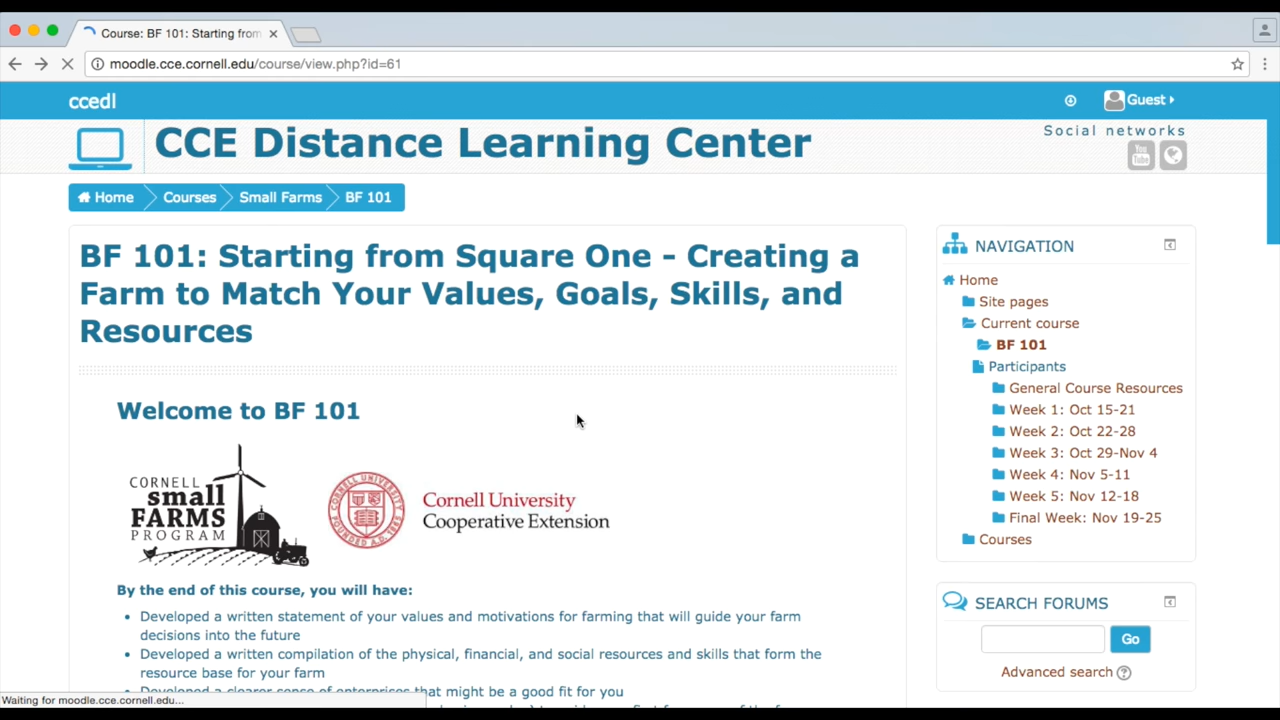 Course: BF 101: Starting from
moodle.cce.cornell.edu/course/view.php?id=61
ccedl
Guest
CCE Distance Learning Center
Social networks
You
Tube
Home
Courses
Small Farms
BF 101
BF 101: Starting from Square One - Creating a
Farm to Match Your Values, Goals, Skills, and
Resources
Welcome to BF 101
CORNELL
small
FARMS
PROGRAM
Cornell University
Cooperative Extension
By the end of this course, you will have:
• Developed a written statement of your values and motivations for farming that will guide your farm
decisions into the future
• Developed a written compilation of the physical, financial, and social resources and skills that form the
resource base for your farm
• Developed a clearer sense of enterprises that might be a good fit for you
NAVIGATION
Home
Site pages
Current course
BF 101
Participants
General Course Resources
Week 1: Oct 15-21
Week 2: Oct 22-28
Week 3: Oct 29-Nov 4
Week 4: Nov 5-11
Week 5: Nov 12-18
Final Week: Nov 19-25
Courses
SEARCH FORUMS
Go
Advanced search
Waiting for moodle.cce.cornell.edu...